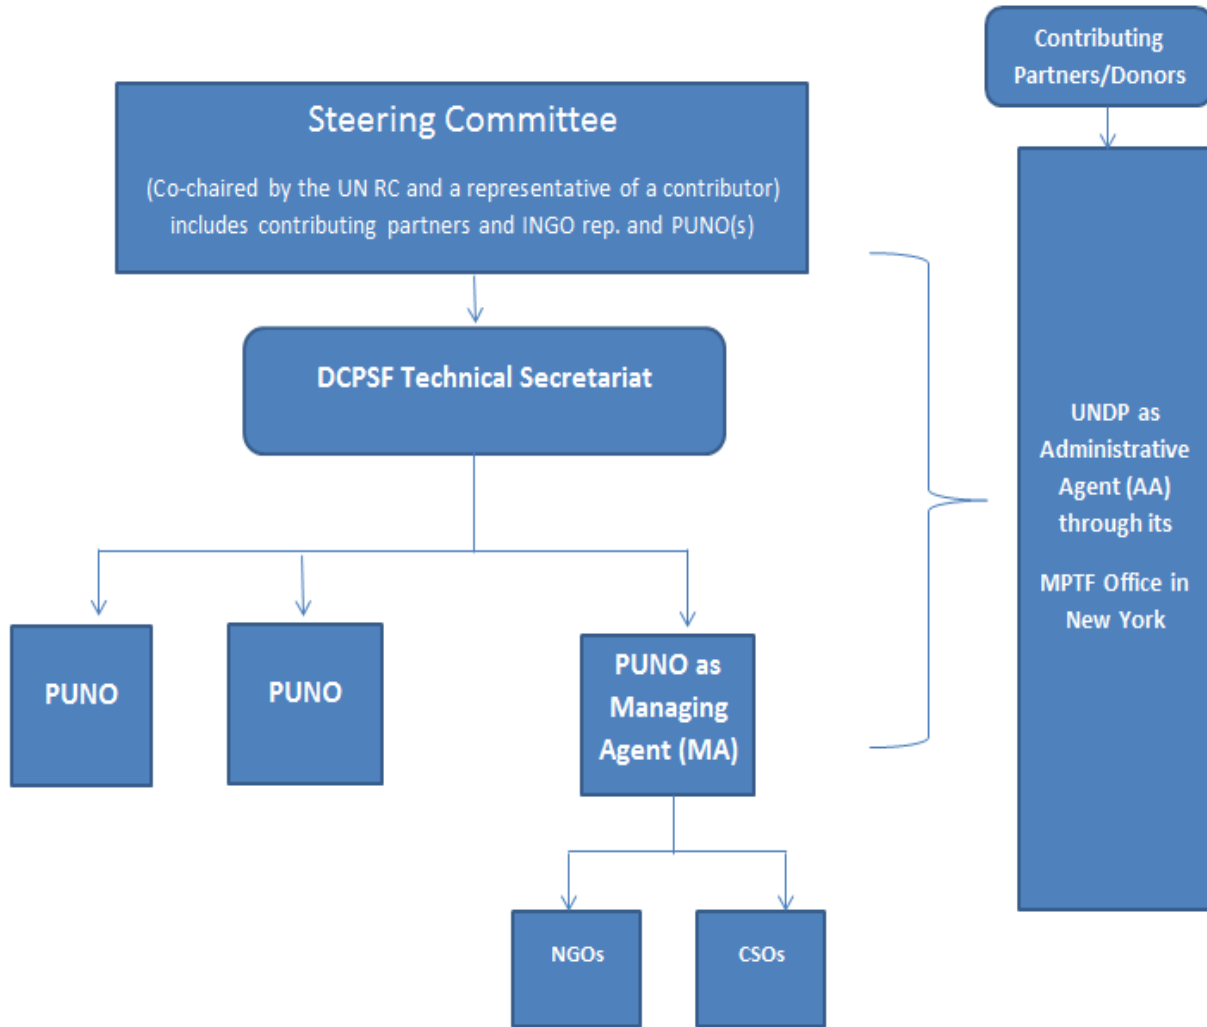 Contributing
Partners/Donors
Steering Committee
(Co-chaired by the UN RC and a representative of a contributor)
includes contributing partners and INGO rep. and PUNO(s)
DCPSF Technical Secretariat
UNDP as
Administrative
Agent (AA)
through its
MPTF Office in
New York
PUNO
PUNO
PUNO as
Managing
Agent (MA)
NGOs
CSOs